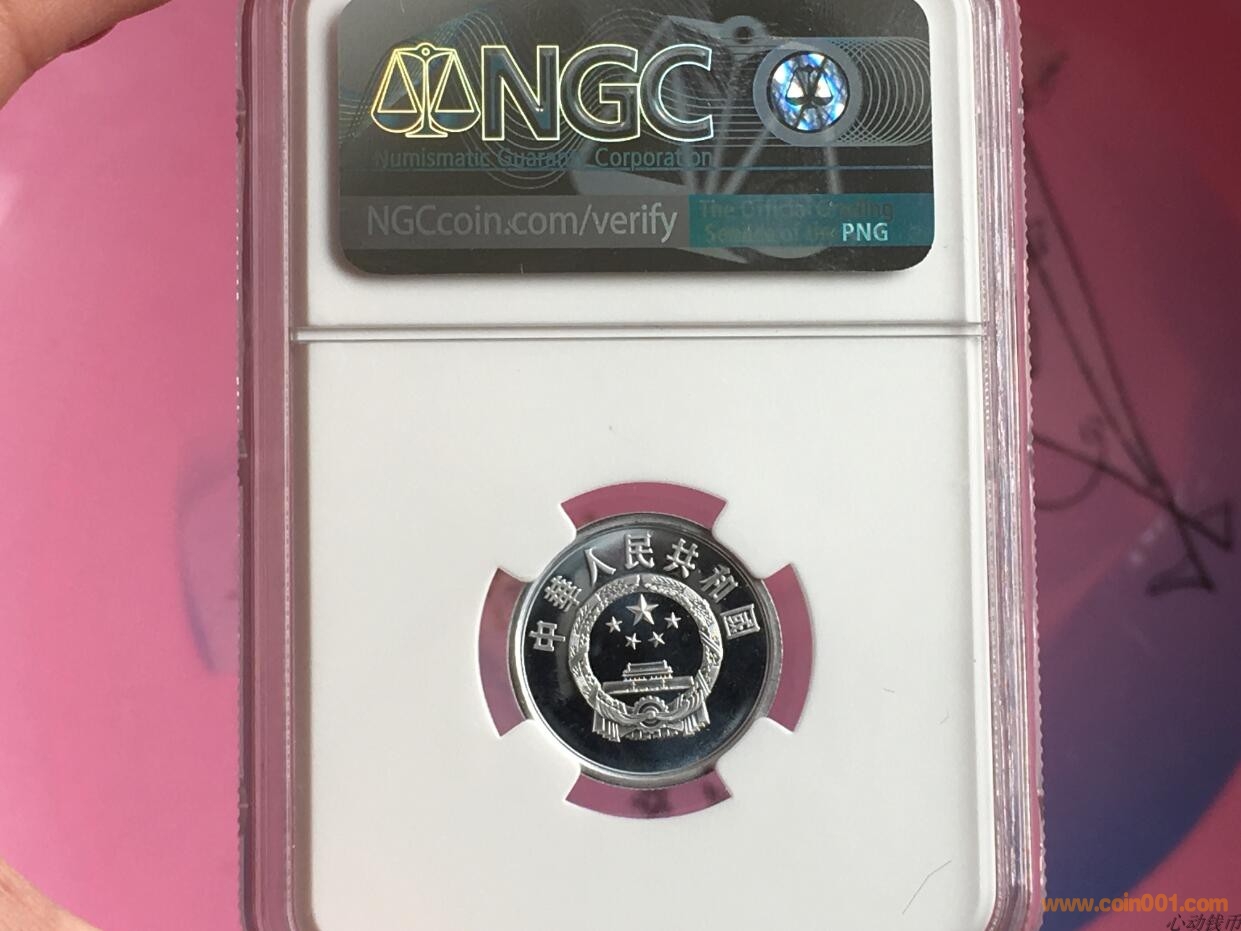 NGC
Numismatic Guaranty Corporation
NGCcoin.com/verify
The Official Grading
Service of the PNG
中華人民共和國
www.coin001.com
心动钱币